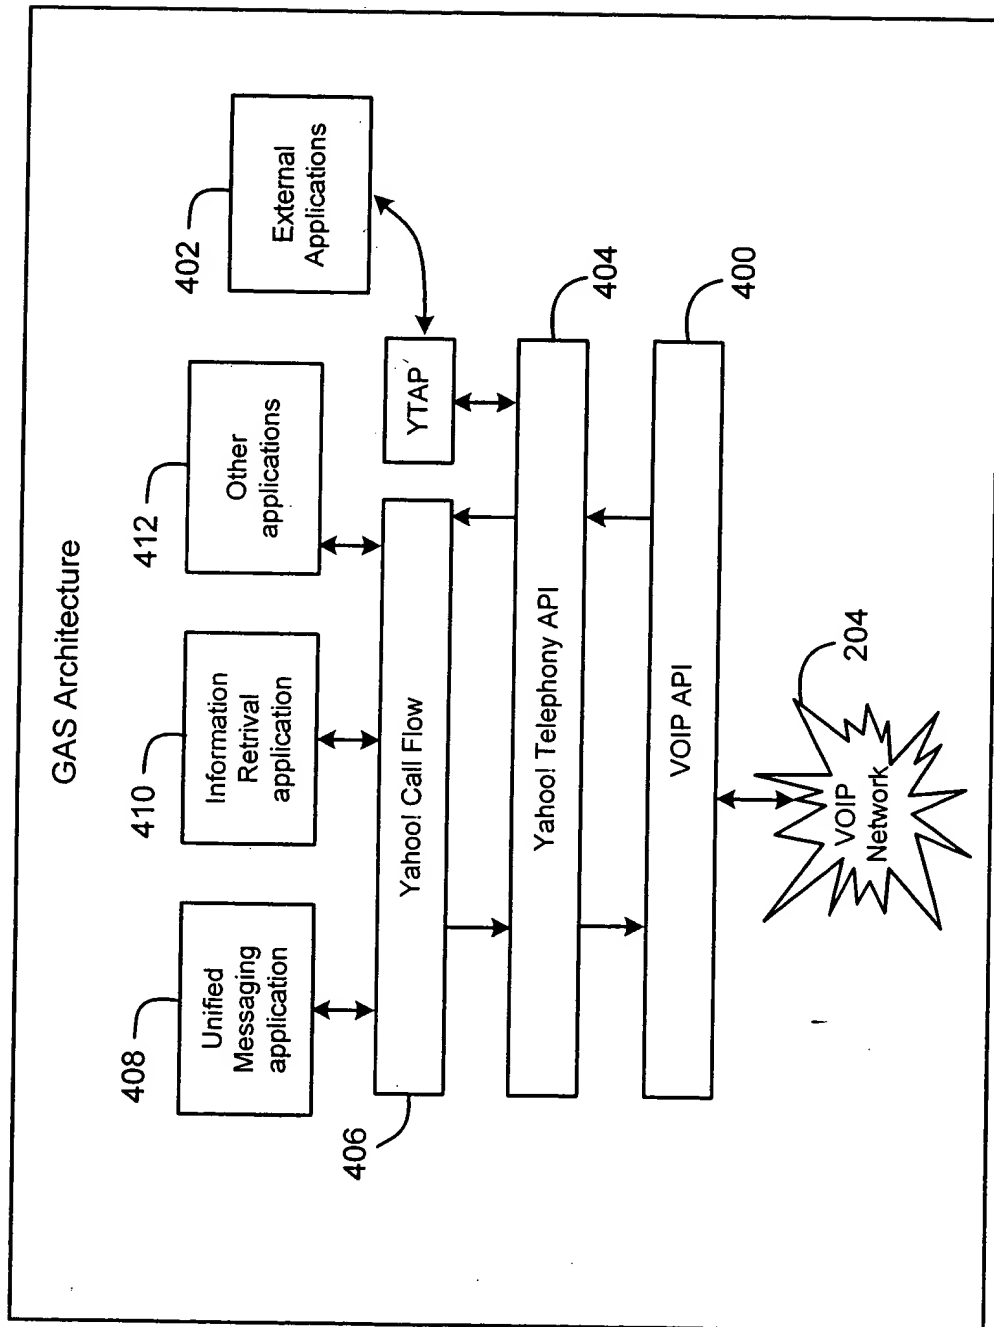 GAS Architecture
408
410
412
402
Unified
Messaging
application
Information
Retrival
application
Other
applications
External
Applications
406
Yahoo! Call Flow
YTAP
Yahoo! Telephony API
404
VOIP API
400
VOIP
Network
204